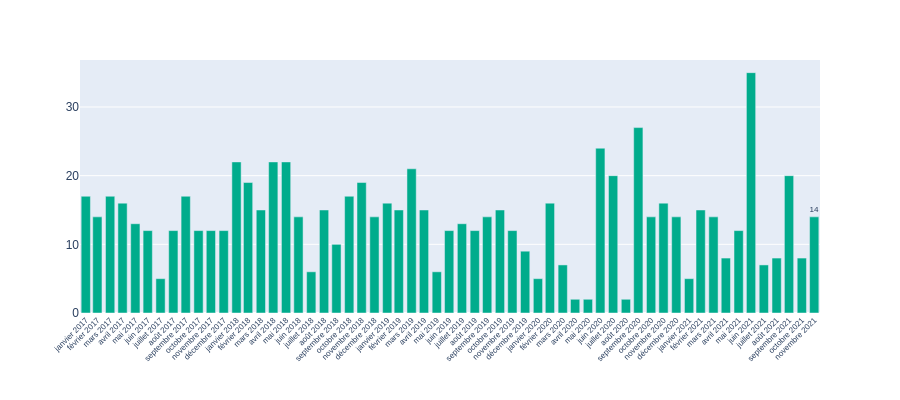 30
20
10
0
14
janvier 2017
février 2017
mars 2017
avril 2017
mai 2017
juin 2017
juillet 2017
août 2017
septembre 2017
octobre 2017
novembre 2017
décembre 2017
janvier 2018
février 2018
mars 2018
avril 2018
mai 2018
juin 2018
juillet 2018
août 2018
septembre 2018
octobre 2018
novembre 2018
décembre 2018
janvier 2019
février 2019
mars 2019
avril 2019
mai 2019
juin 2019
juillet 2019
août 2019
septembre 2019
octobre 2019
novembre 2019
décembre 2019
janvier 2020
février 2020
mars 2020
avril 2020
mai 2020
juin 2020
juillet 2020
août 2020
septembre 2020
octobre 2020
novembre 2020
décembre 2020
janvier 2021
février 2021
mars 2021
avril 2021
mai 2021
juin 2021
juillet 2021
août 2021
septembre 2021
octobre 2021
novembre 2021